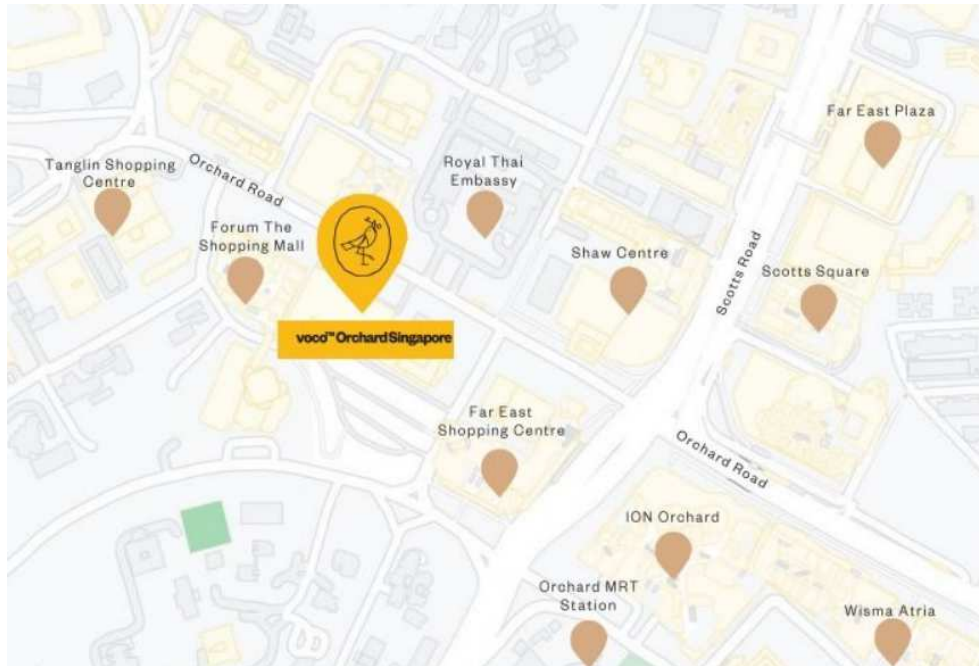 Far East Plaza
Tanglin Shopping
Centre
Orchard Road
Royal Thai
Embassy
Forum The
Shopping Mall
Shaw Centre
Scotts Road
Scotts Square
voco™ Orchard Singapore
Far East
Shopping Centre
Orchard Road
ION Orchard
Orchard MRT
Station
Wisma Atria